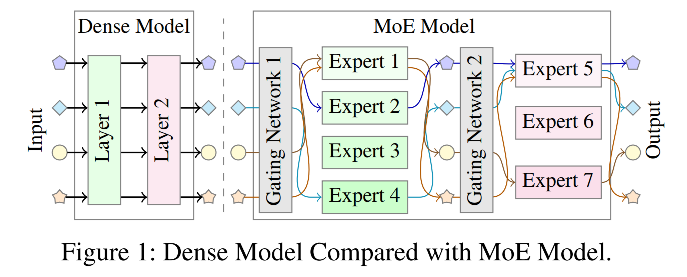 Dense Model
MoE Model
Input
Layer 1
Layer 2
Gating Network 1
Expert 1
Expert 2
Expert 3
Expert 4
Gating Network 2
Expert 5
Expert 6
Expert 7
Output
Figure 1: Dense Model Compared with MoE Model.